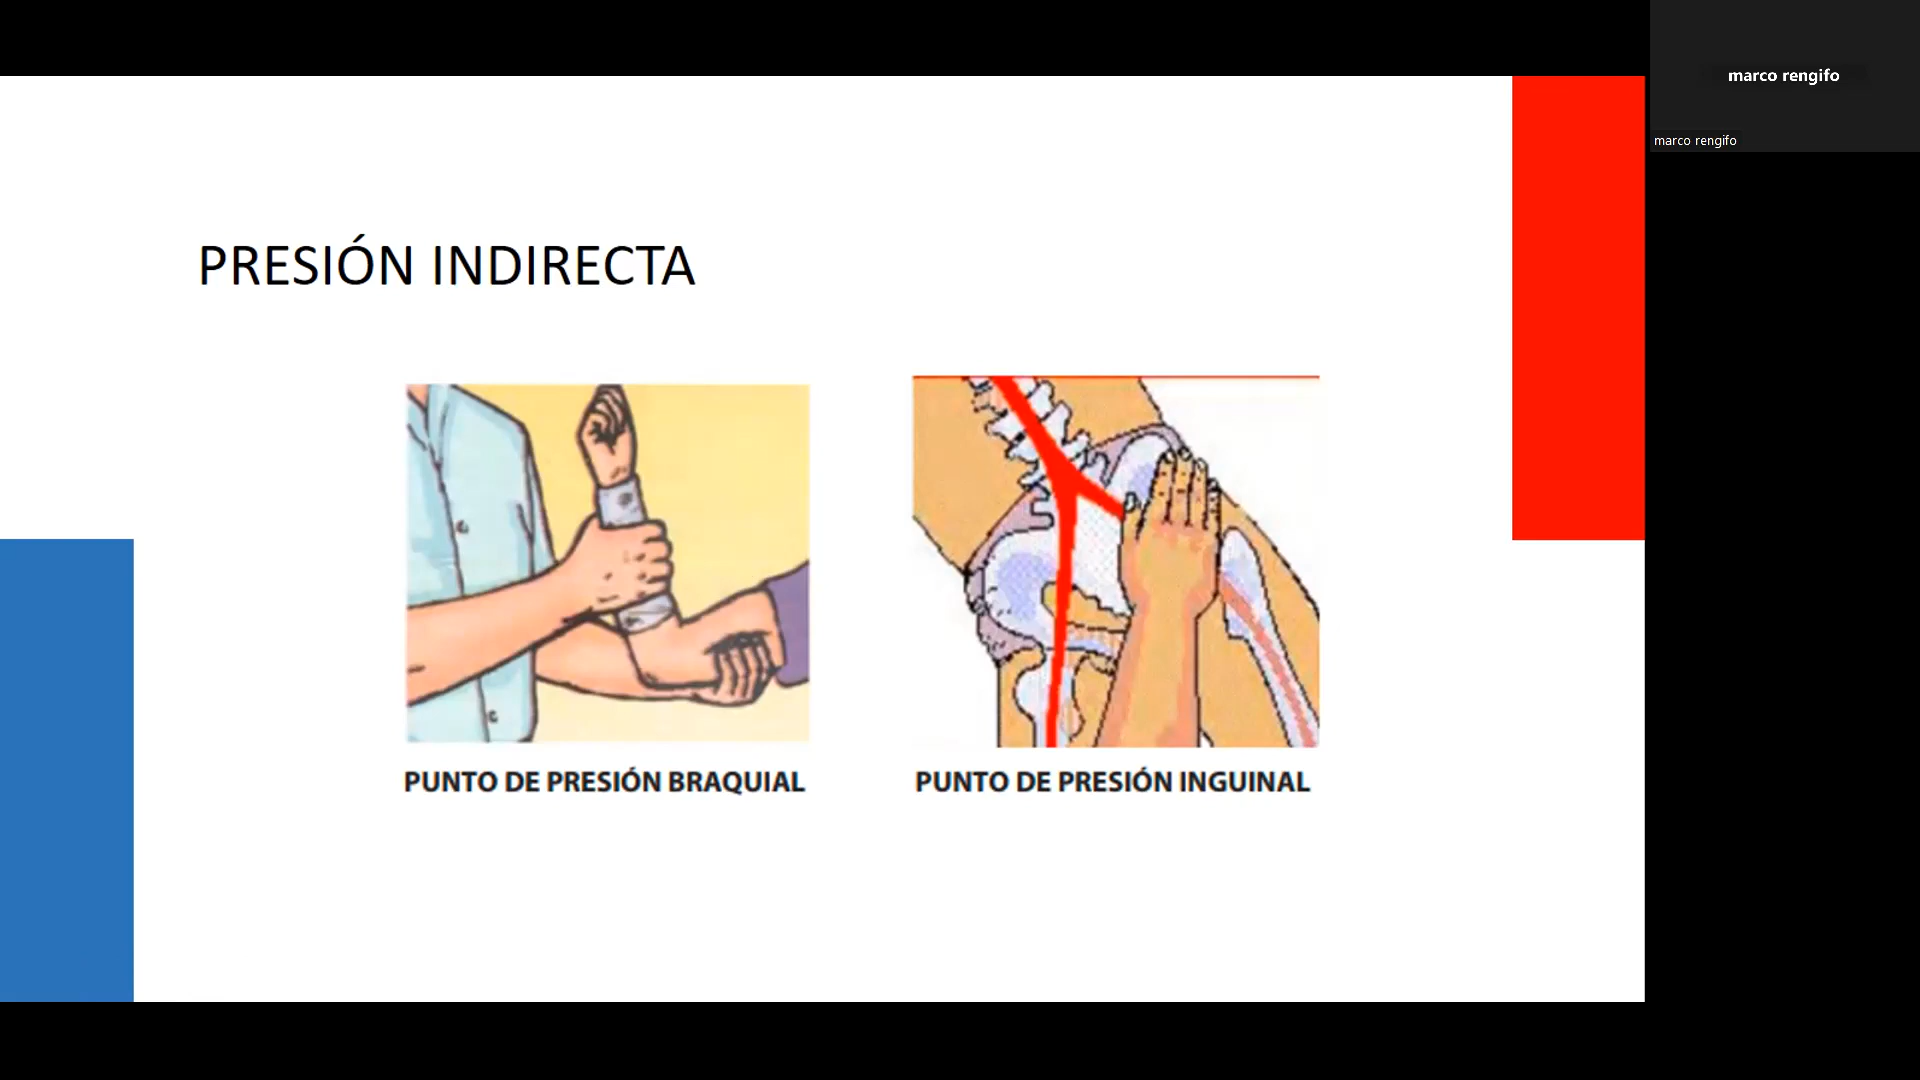 marco rengifo
marco rengifo
PRESIÓN INDIRECTA
PUNTO DE PRESIÓN BRAQUIAL
PUNTO DE PRESIÓN INGUINAL